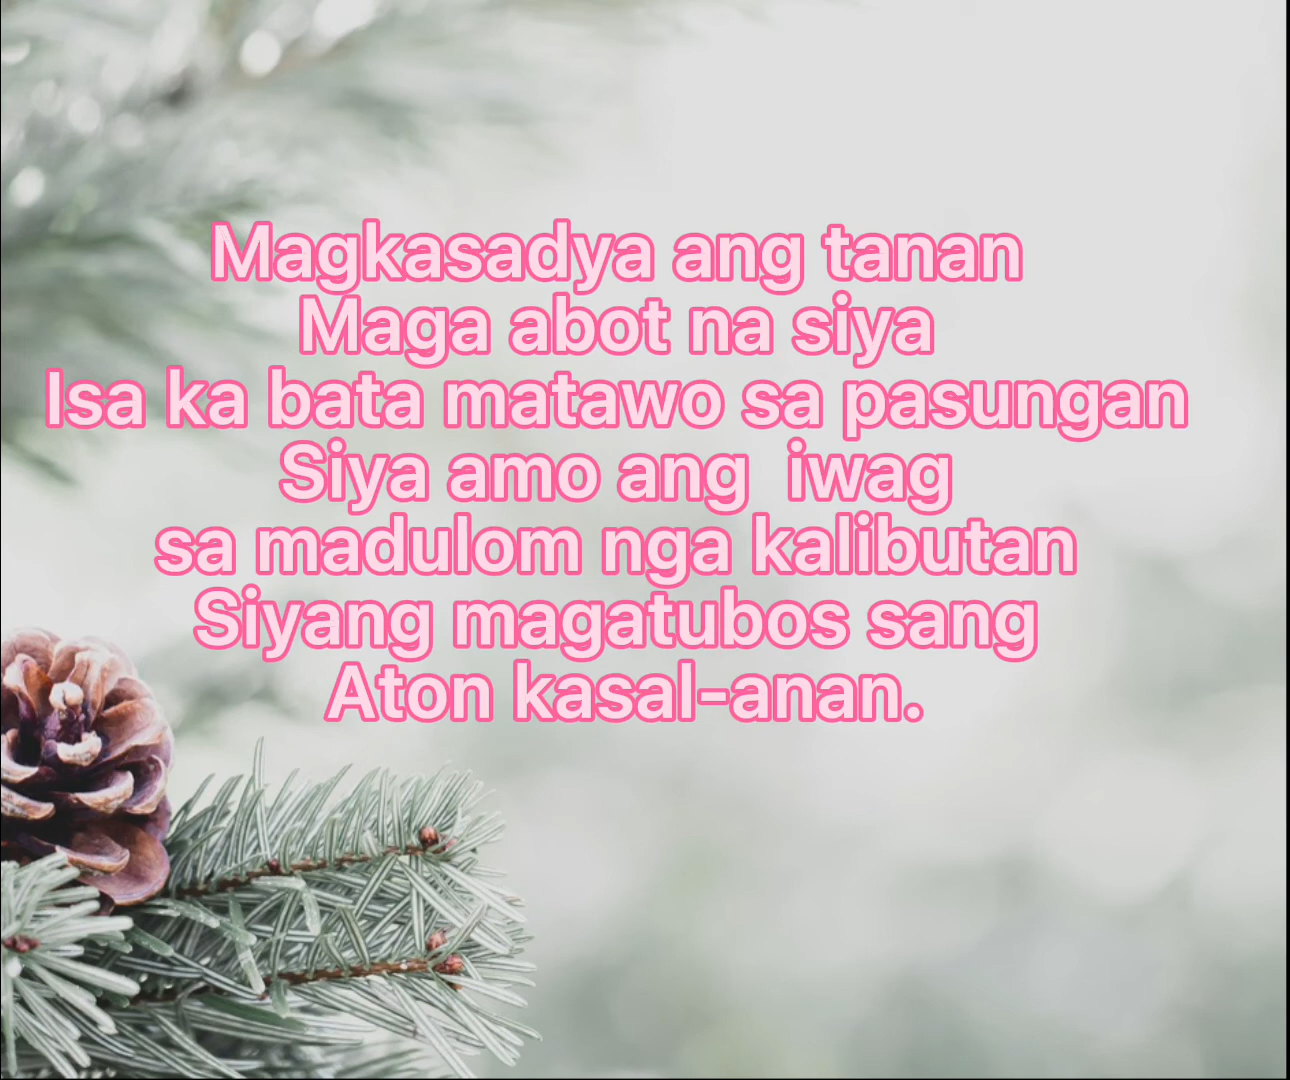 Magkasadya ang tanan
Maga abot na siya
Isa ka bata matawo sa pasungan
Siya amo ang  iwag
sa madulom nga kalibutan
Siyang magatubos sang
Aton kasal-anan.